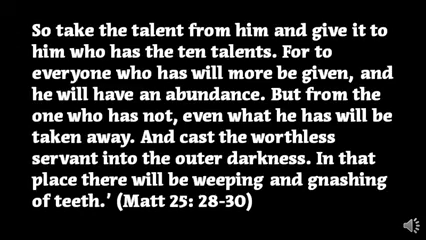 So take the talent from him and give it to
him who has the ten talents. For to
everyone who has will more be given, and
he will have an abundance. But from the
one who has not, even what he has will be
taken away. And cast the worthless
servant into the outer darkness. In that
place there will be weeping and gnashing
of teeth.’ (Matt 25: 28-30)